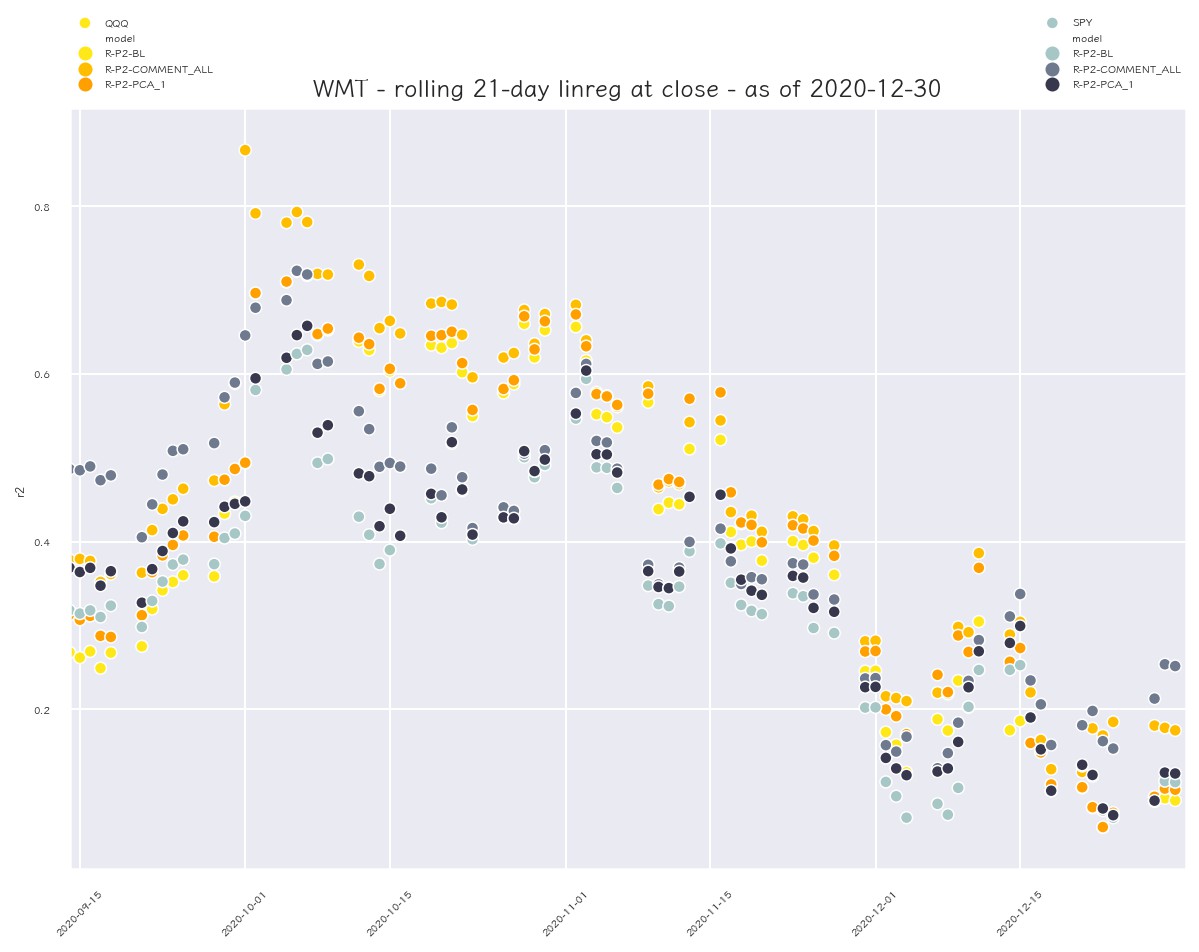 QQQ
model
R-P2-BL
R-P2-COMMENT_ALL
R-P2-PCA_1
SPY
model
R-P2-BL
R-P2-COMMENT_ALL
R-P2-PCA_1
WMT - rolling 21-day linreg at close - as of 2020-12-30
r2
0.8
0.6
0.4
0.2
2020-09-15
2020-10-01
2020-10-15
2020-11-01
2020-11-15
2020-12-01
2020-12-15